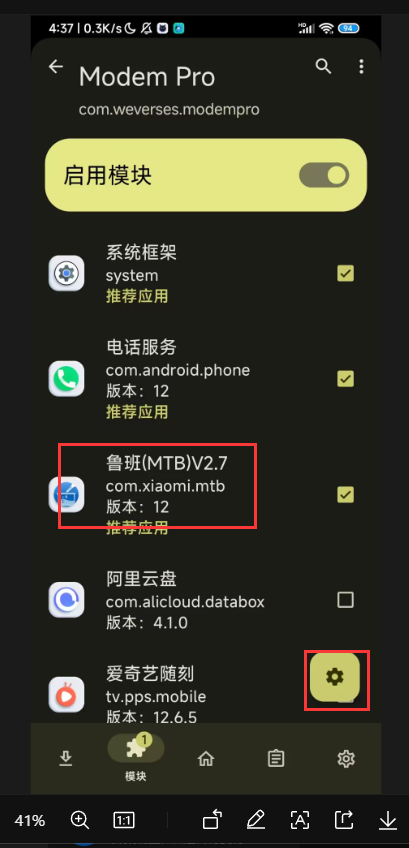 4:37 | 0.3K/s
HD
94
Modem Pro
com.weverses.modempro
启用模块
系统框架
system
推荐应用
电话服务
com.android.phone
版本：12
推荐应用
鲁班(MTB)V2.7
com.xiaomi.mtb
版本：12
推荐应用
阿里云盘
com.alicloud.databox
版本：4.1.0
爱奇艺随刻
tv.pps.mobile
版本：12.6.5
1
模块
41%
1:1
A